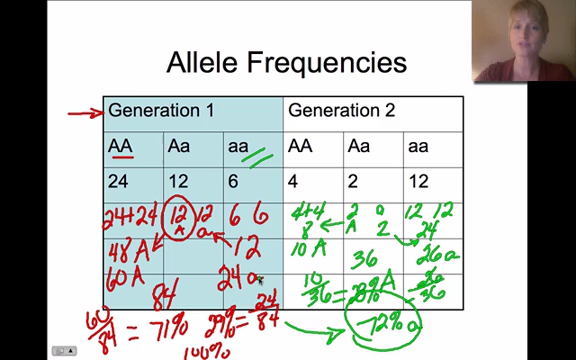 Allele Frequencies
Generation 1 Generation 2
AA Aa aa AA Aa aa
24 12 6 4 2 12
24+24 12 12 6 6 4+4 2 12 12
A a 8 A 2 24
48 A 12 10 A 36 26 a
60 A 24 a
84 10/36 = 28% A 26/36
60/84 = 71% 29% = 24/84 72% a
100%